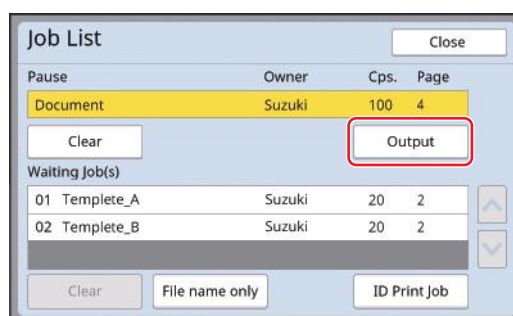 Job List Close
Pause Owner Cps. Page
Document Suzuki 100 4
Clear Output
Waiting Job(s)
01 Templete_A Suzuki 20 2
02 Templete_B Suzuki 20 2
Clear File name only ID Print Job